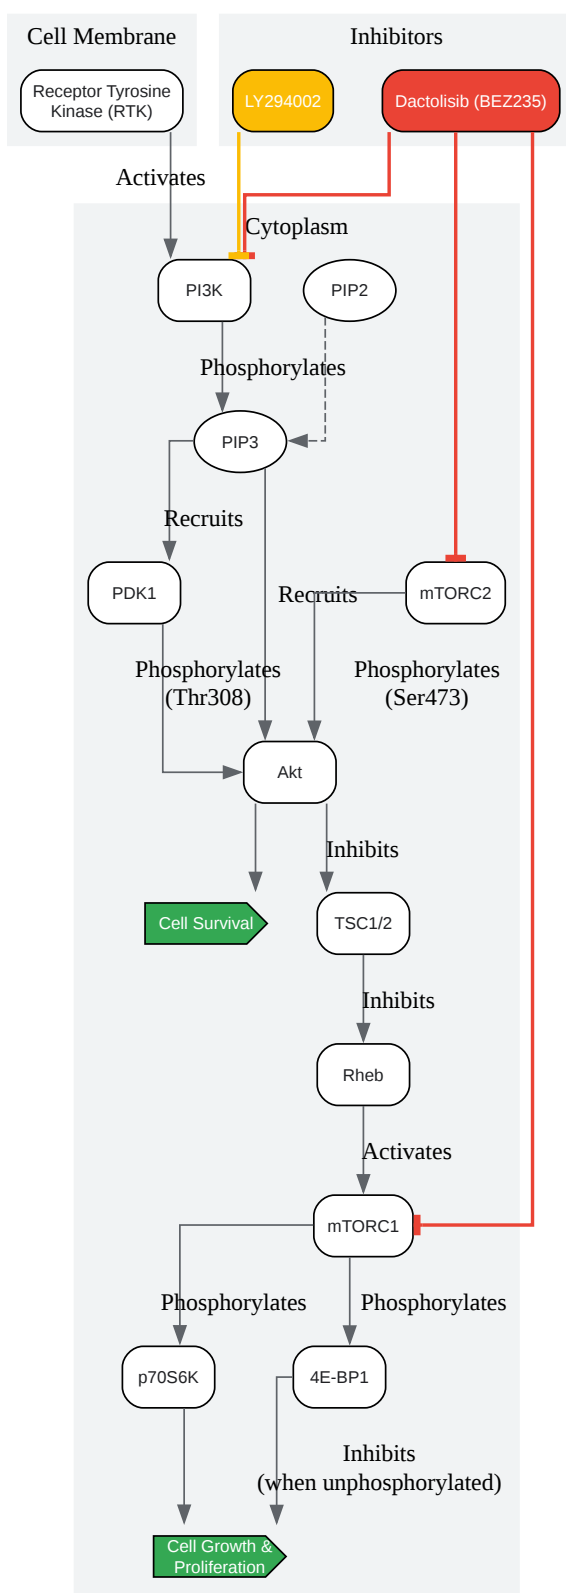 Cell Membrane
Inhibitors
Receptor Tyrosine
Kinase (RTK)
LY294002
Dactolisib (BEZ235)
Activates
Cytoplasm
PI3K
PIP2
Phosphorylates
PIP3
Recruits
PDK1
Recruits
mTORC2
Phosphorylates
(Thr308)
Phosphorylates
(Ser473)
Akt
Inhibits
Cell Survival
TSC1/2
Inhibits
Rheb
Activates
mTORC1
Phosphorylates
Phosphorylates
p70S6K
4E-BP1
Inhibits
(when unphosphorylated)
Cell Growth &
Proliferation